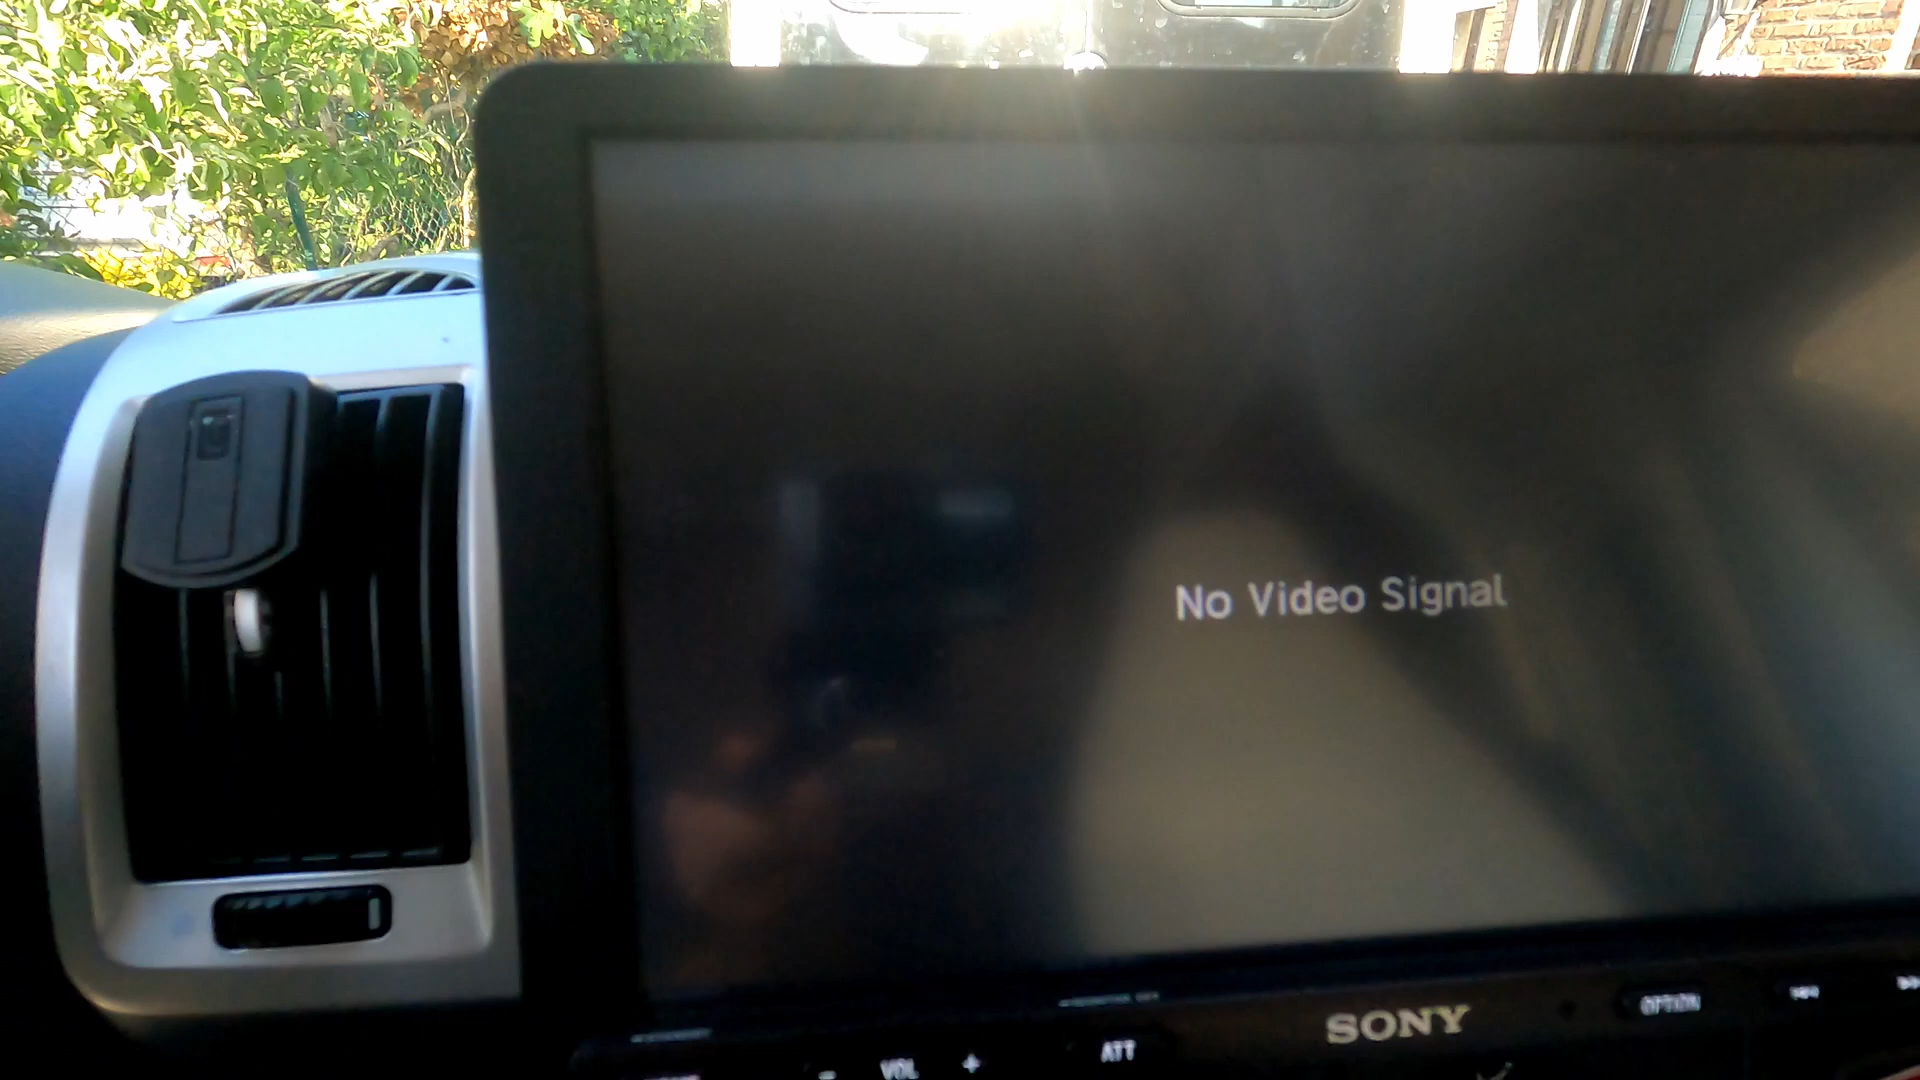 No Video Signal
SONY
OPTION
ATT
- VOL +